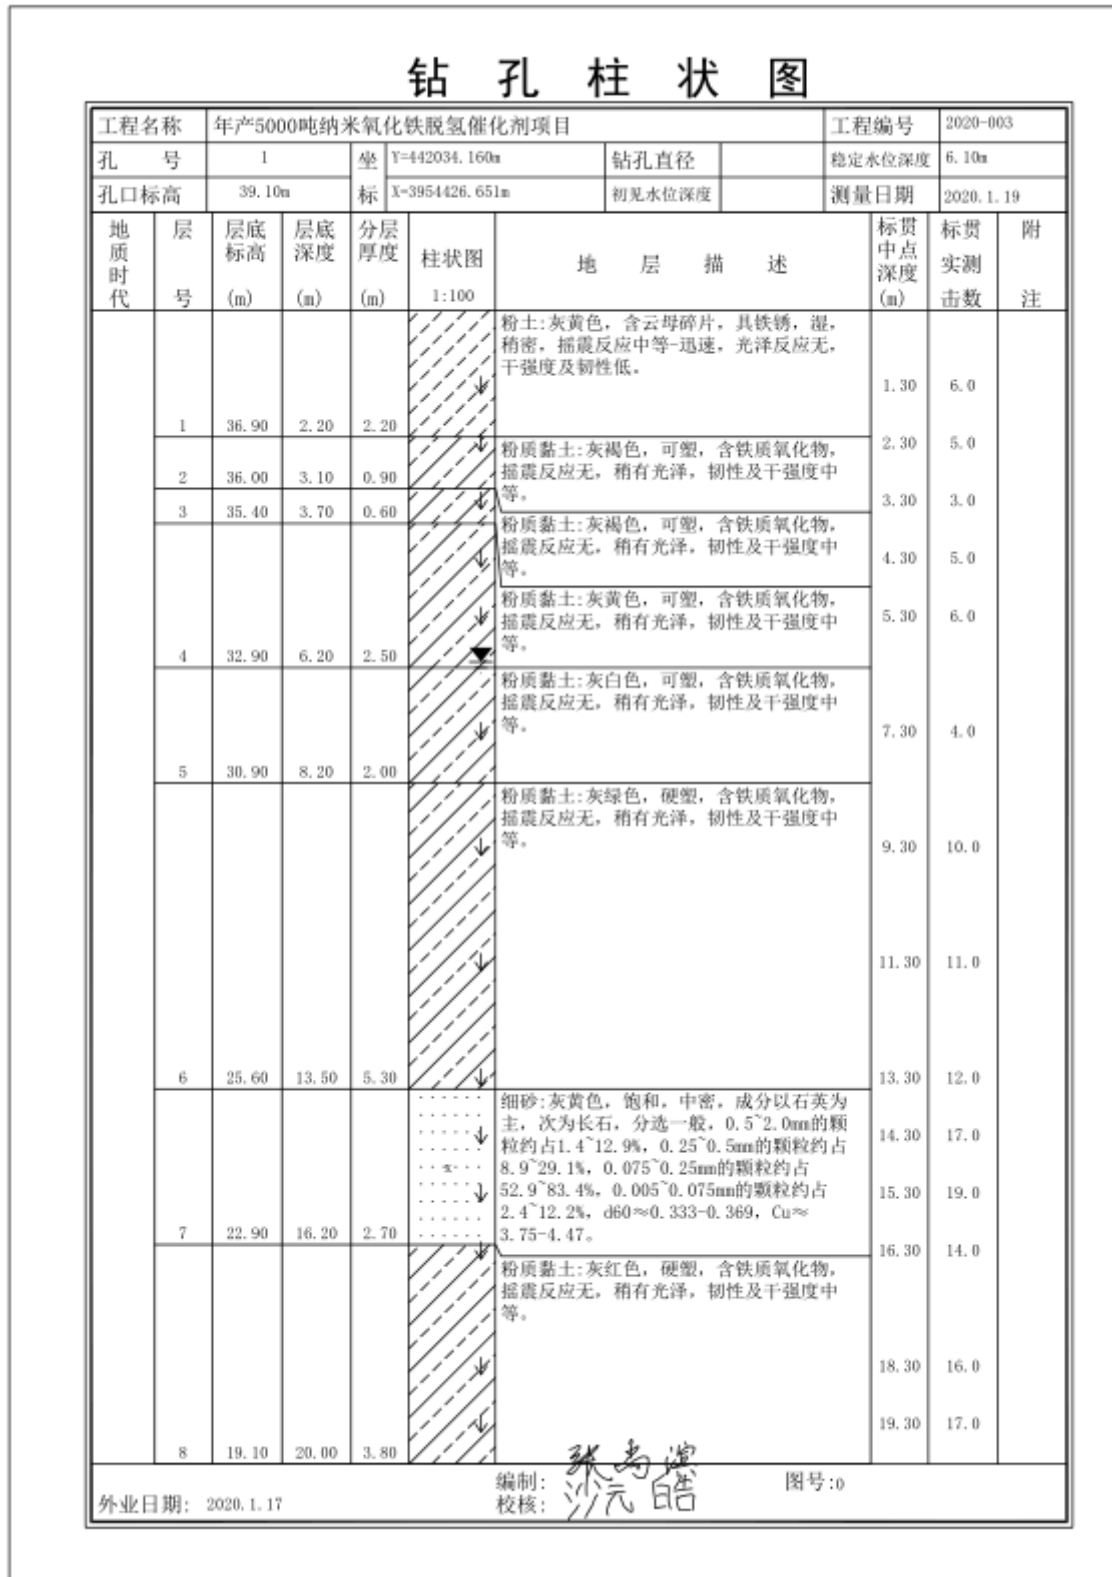 钻 孔 柱 状 图
工程名称 年产5000吨纳米氧化铁脱氢催化剂项目 工程编号 2020-003
孔 号 1 坐 Y=442034.160m 钻孔直径 稳定水位深度 6.10m
孔口标高 39.10m 标 X=3954426.651m 初见水位深度 测量日期 2020.1.19
地质时代 层号 层底标高(m) 层底深度(m) 分层厚度(m) 柱状图 1:100 地 层 描 述 标贯中点深度(m) 标贯实测击数 附注
粉土:灰黄色，含云母碎片，具铁锈，湿，
稍密，摇震反应中等-迅速，光泽反应无，
干强度及韧性低。
1.30 6.0
1 36.90 2.20 2.20
2.30 5.0
粉质黏土:灰褐色，可塑，含铁质氧化物，
摇震反应无，稍有光泽，韧性及干强度中
等。
2 36.00 3.10 0.90
3.30 3.0
3 35.40 3.70 0.60
粉质黏土:灰褐色，可塑，含铁质氧化物，
摇震反应无，稍有光泽，韧性及干强度中
等。
4.30 5.0
粉质黏土:灰黄色，可塑，含铁质氧化物，
摇震反应无，稍有光泽，韧性及干强度中
等。
5.30 6.0
4 32.90 6.20 2.50
粉质黏土:灰白色，可塑，含铁质氧化物，
摇震反应无，稍有光泽，韧性及干强度中
等。
7.30 4.0
5 30.90 8.20 2.00
粉质黏土:灰绿色，硬塑，含铁质氧化物，
摇震反应无，稍有光泽，韧性及干强度中
等。
9.30 10.0
11.30 11.0
6 25.60 13.50 5.30 13.30 12.0
细砂:灰黄色，饱和，中密，成分以石英为
主，次为长石，分选一般，0.5~2.0mm的颗
粒约占1.4~12.9%，0.25~0.5mm的颗粒约占
8.9~29.1%，0.075~0.25mm的颗粒约占
52.9~83.4%，0.005~0.075mm的颗粒约占
2.4~12.2%，d60≈0.333-0.369，Cu≈
3.75-4.47。
14.30 17.0
15.30 19.0
7 22.90 16.20 2.70
16.30 14.0
粉质黏土:灰红色，硬塑，含铁质氧化物，
摇震反应无，稍有光泽，韧性及干强度中
等。
18.30 16.0
19.30 17.0
8 19.10 20.00 3.80
编制: 图号:0
外业日期: 2020.1.17 校核: